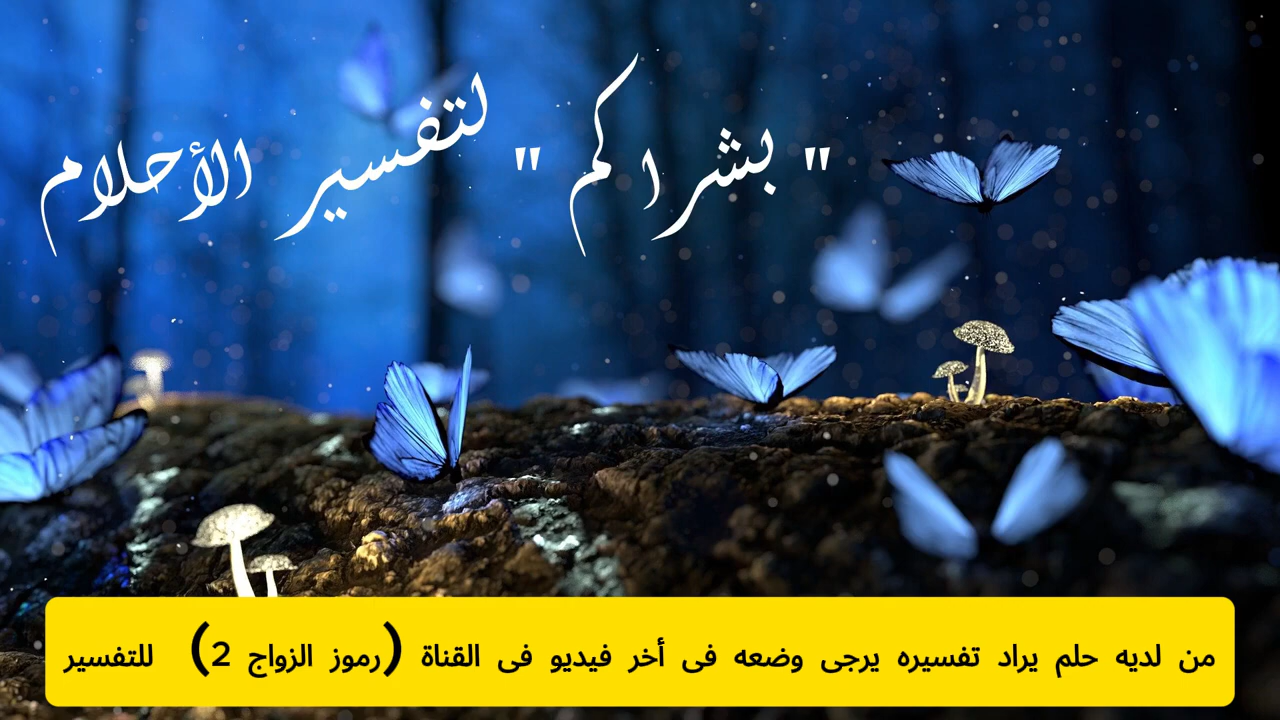 " بشراكم " لتفسير الأحلام
من لديه حلم يراد تفسيره يرجى وضعه فى أخر فيديو فى القناة (رموز الزواج 2) للتفسير